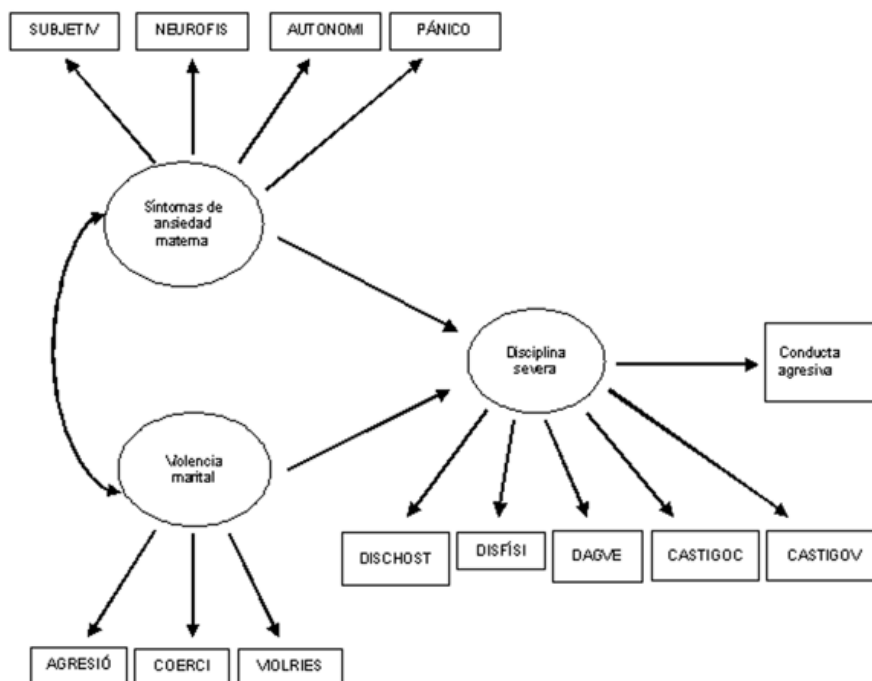 SUBJETIV
NEUROFIS
AUTONOMI
PÁNICO
Síntomas de
ansiedad
materna
Disciplina
severa
Conducta
agresiva
Violencia
marital
DISCHOST
DISFÍSI
DAGVE
CASTIGOC
CASTIGOV
AGRESIÓ
COERCI
VIOLRIES